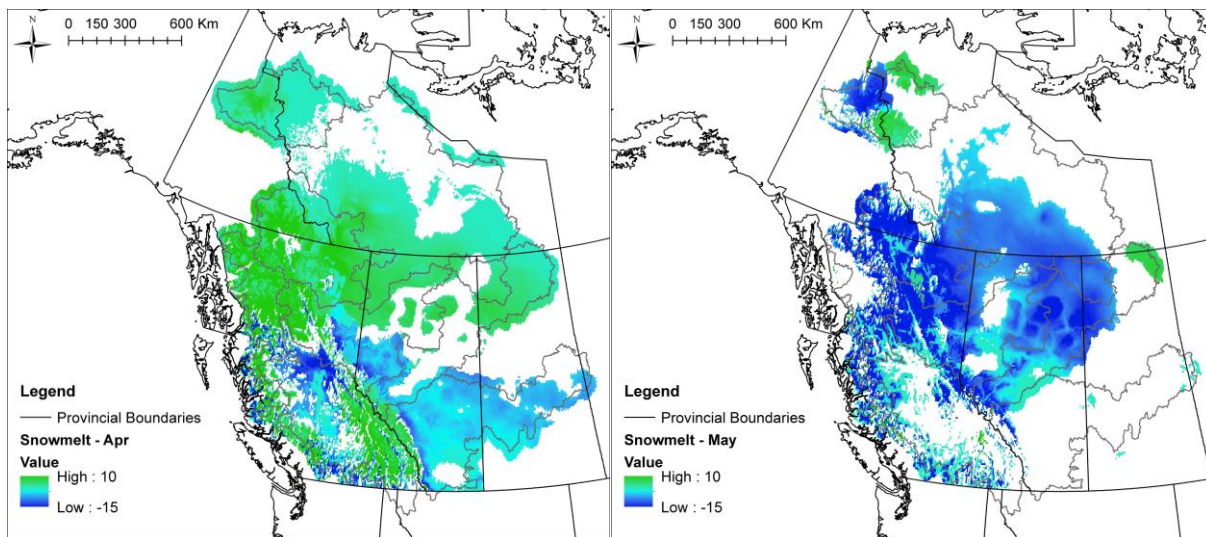 0 150 300 600 Km
N
Legend
Provincial Boundaries
Snowmelt - Apr
Value
High : 10
Low : -15
0 150 300 600 Km
N
Legend
Provincial Boundaries
Snowmelt - May
Value
High : 10
Low : -15